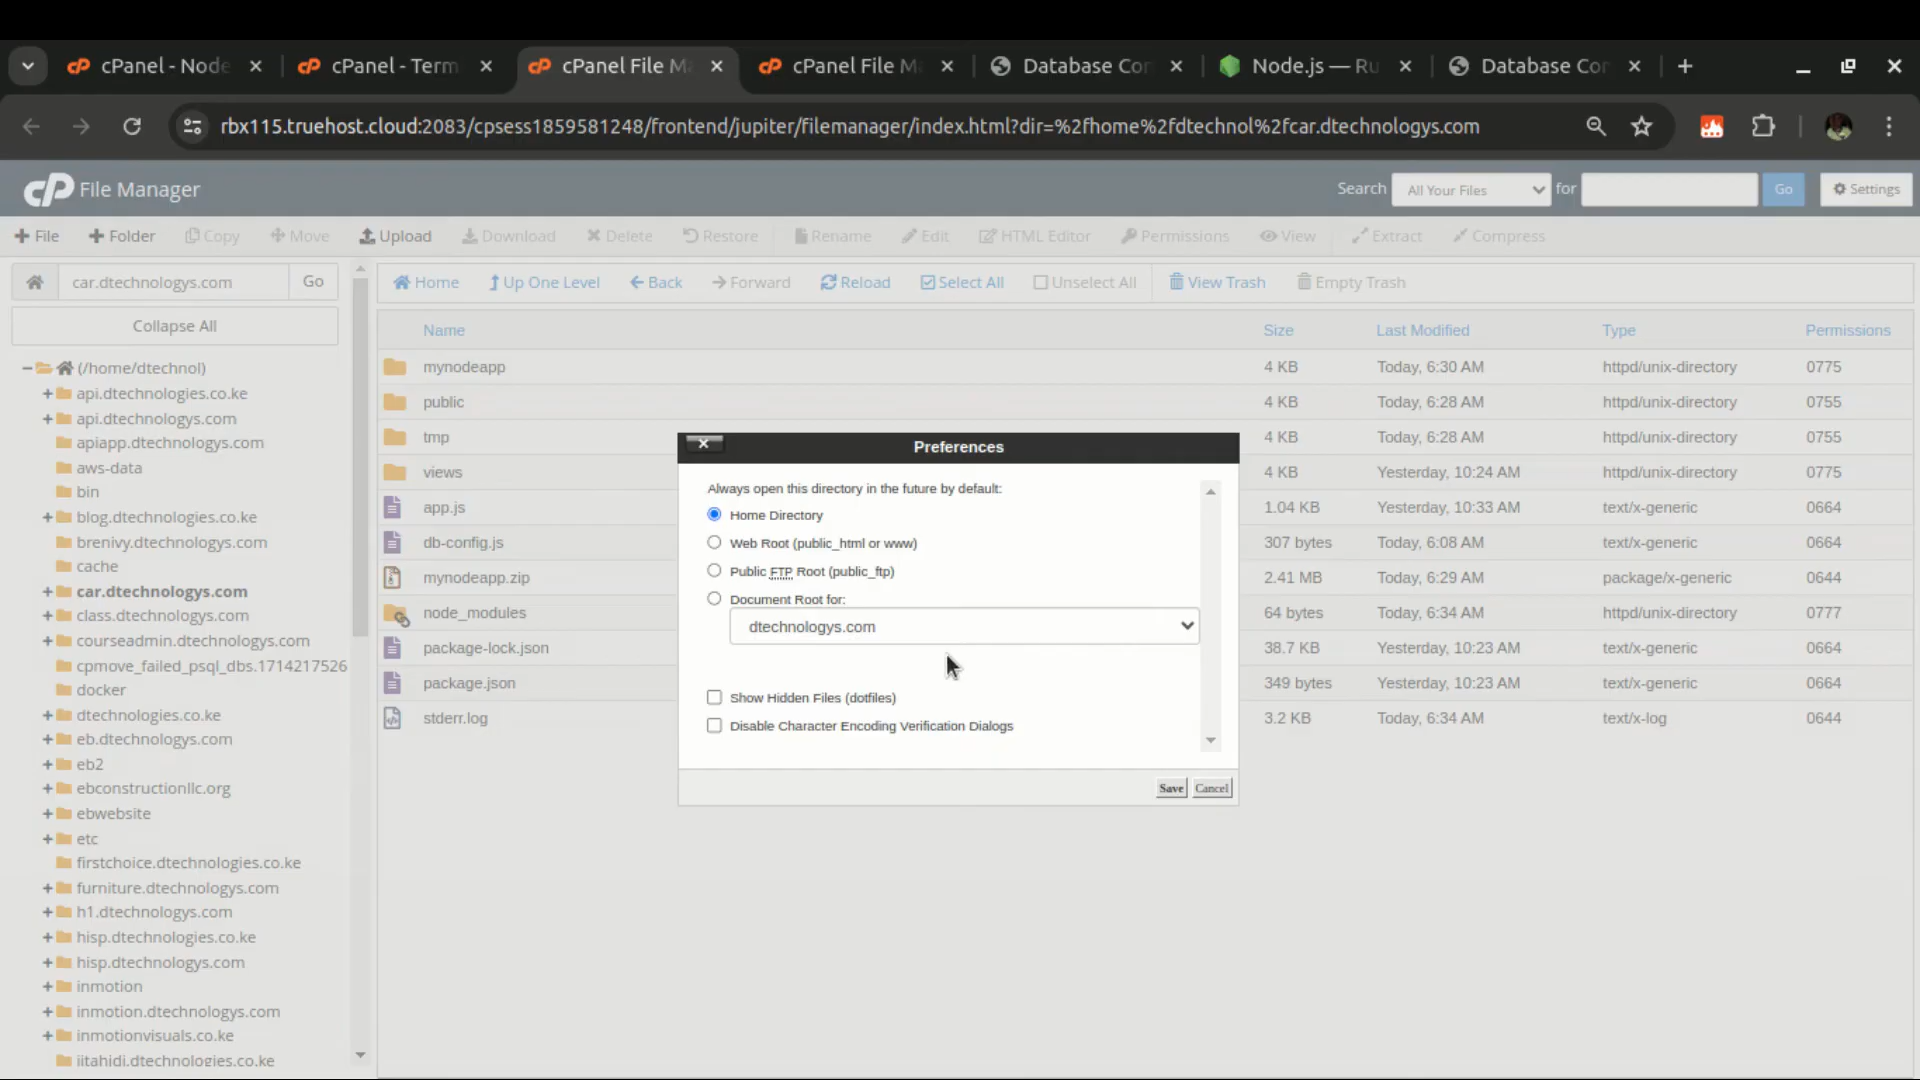 cPanel - Node
cPanel - Term
cPanel File Ma
cPanel File Ma
Database Con
Node.js — Ru
Database Con
rbx115.truehost.cloud:2083/cpsess1859581248/frontend/jupiter/filemanager/index.html?dir=%2fhome%2fdtechnol%2fcar.dtechnologys.com
cP File Manager
Search All Your Files for Go Settings
File Folder Copy Move Upload Download Delete Restore Rename Edit HTML Editor Permissions View Extract Compress
car.dtechnologys.com Go
Home Up One Level Back Forward Reload Select All Unselect All View Trash Empty Trash
Collapse All
(/home/dtechnol)
api.dtechnologies.co.ke
api.dtechnologys.com
apiapp.dtechnologys.com
aws-data
bin
blog.dtechnologies.co.ke
brenivy.dtechnologys.com
cache
car.dtechnologys.com
class.dtechnologys.com
courseadmin.dtechnologys.com
cpmove_failed_psql_dbs.1714217526
docker
dtechnologies.co.ke
eb.dtechnologys.com
eb2
ebconstructionllc.org
ebwebsite
etc
firstchoice.dtechnologies.co.ke
furniture.dtechnologys.com
h1.dtechnologys.com
hisp.dtechnologies.co.ke
hisp.dtechnologys.com
inmotion
inmotion.dtechnologys.com
inmotionvisuals.co.ke
iitahidi.dtechnologies.co.ke
Name Size Last Modified Type Permissions
mynodeapp 4 KB Today, 6:30 AM httpd/unix-directory 0775
public 4 KB Today, 6:28 AM httpd/unix-directory 0755
tmp 4 KB Today, 6:28 AM httpd/unix-directory 0755
views 4 KB Yesterday, 10:24 AM httpd/unix-directory 0775
app.js 1.04 KB Yesterday, 10:33 AM text/x-generic 0664
db-config.js 307 bytes Today, 6:08 AM text/x-generic 0664
mynodeapp.zip 2.41 MB Today, 6:29 AM package/x-generic 0644
node_modules 64 bytes Today, 6:34 AM httpd/unix-directory 0777
package-lock.json 38.7 KB Yesterday, 10:23 AM text/x-generic 0664
package.json 349 bytes Yesterday, 10:23 AM text/x-generic 0664
stderr.log 3.2 KB Today, 6:34 AM text/x-log 0644
Preferences
Always open this directory in the future by default:
Home Directory
Web Root (public_html or www)
Public FTP Root (public_ftp)
Document Root for:
dtechnologys.com
Show Hidden Files (dotfiles)
Disable Character Encoding Verification Dialogs
Save Cancel